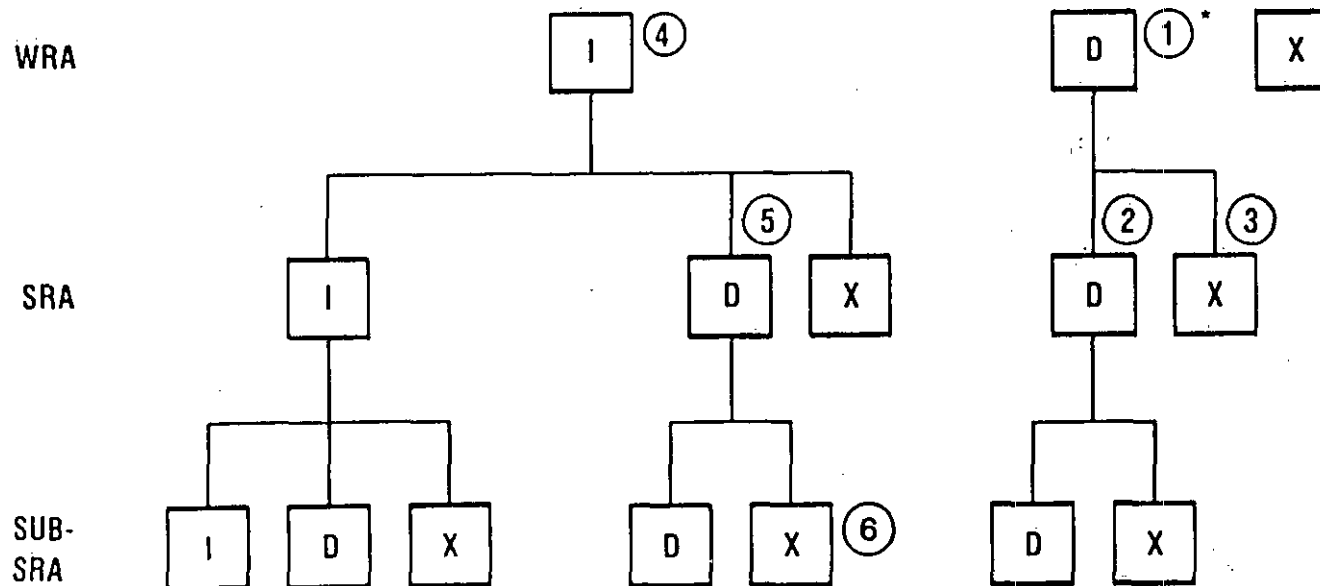 WRA I ④ D ①* X
⑤ ② ③
SRA I D X D X
SUB-
SRA I D X D X ⑥ D X